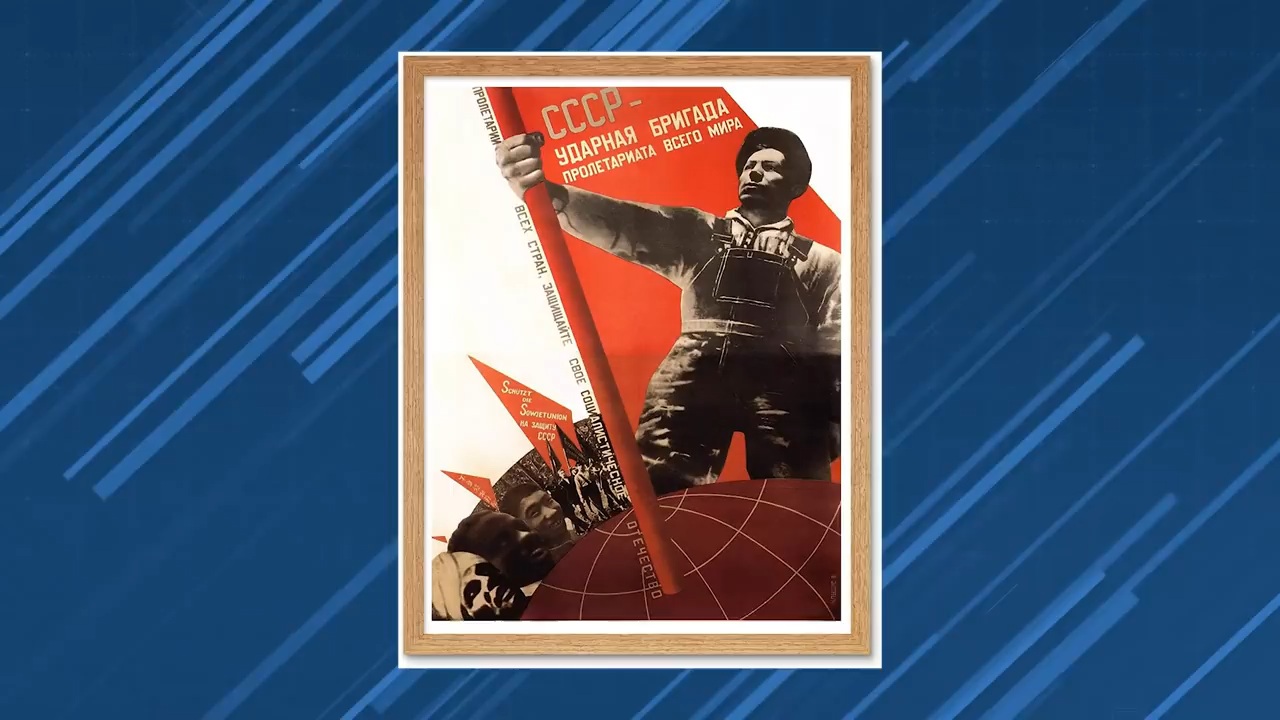 СССР–
УДАРНАЯ БРИГАДА
ПРОЛЕТАРИАТА ВСЕГО МИРА
ПРОЛЕТАРИИ
ВСЕХ СТРАН, ЗАЩИЩАЙТЕ СВОЕ СОЦИАЛИСТИЧЕСКОЕ
ОТЕЧЕСТВО
SCHÜTZT
DIE
SOWJETUNION
НА ЗАЩИТУ
СССР